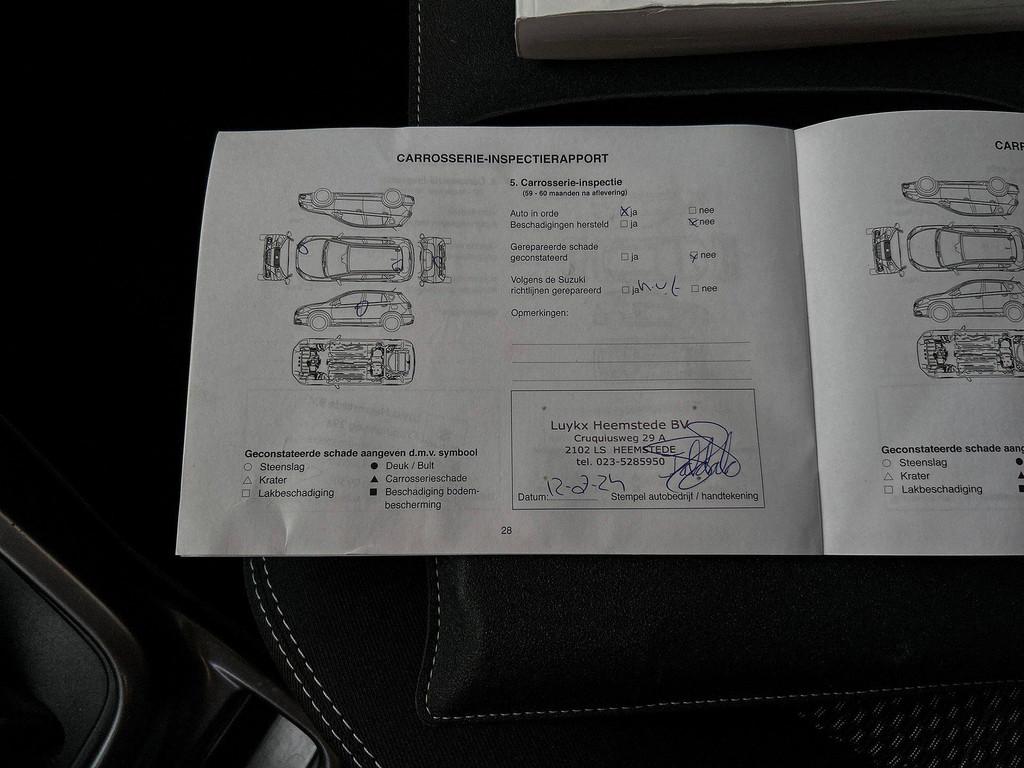 CARROSSERIE-INSPECTIERAPPORT
5. Carrosserie-inspectie
(59 - 60 maanden na aflevering)
Auto in orde ja nee
Beschadigingen hersteld ja nee
Gerepareerde schade
geconstateerd ja nee
Volgens de Suzuki
richtlijnen gerepareerd ja n.v.t nee
Opmerkingen:
Luykx Heemstede BV
Cruquiusweg 29 A
2102 LS HEEMSTEDE
tel. 023-5285950
Datum: Stempel autobedrijf / handtekening
Geconstateerde schade aangeven d.m.v. symbool
Steenslag Deuk / Bult
Krater Carrosserieschade
Lakbeschadiging Beschadiging bodem-
bescherming
28
CARR
Geconstateerde schade aang
Steenslag
Krater
Lakbeschadiging